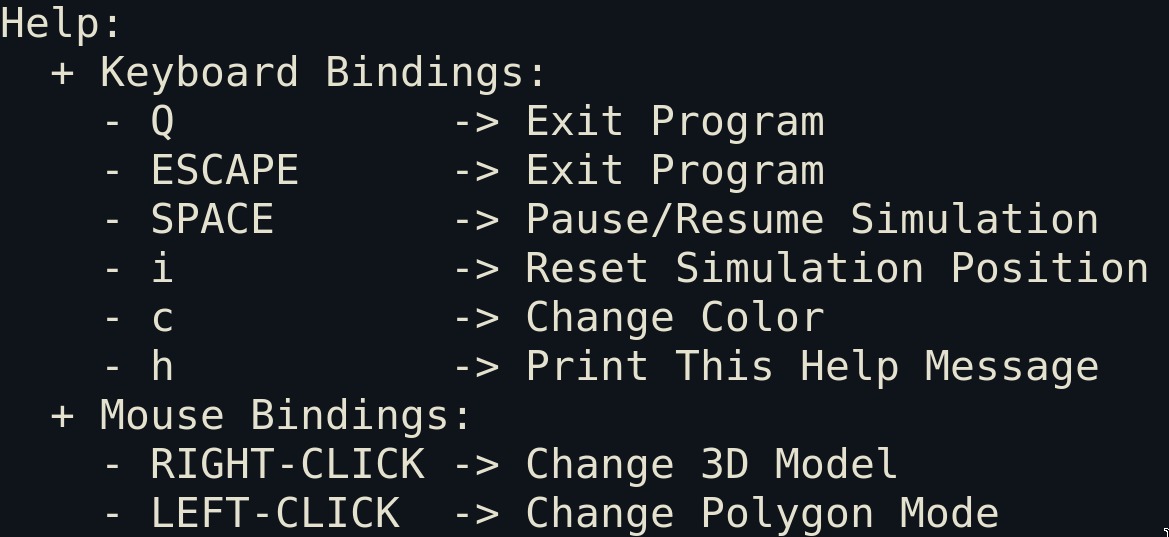 Help:
  + Keyboard Bindings:
    - Q           -> Exit Program
    - ESCAPE      -> Exit Program
    - SPACE       -> Pause/Resume Simulation
    - i           -> Reset Simulation Position
    - c           -> Change Color
    - h           -> Print This Help Message
  + Mouse Bindings:
    - RIGHT-CLICK -> Change 3D Model
    - LEFT-CLICK  -> Change Polygon Mode